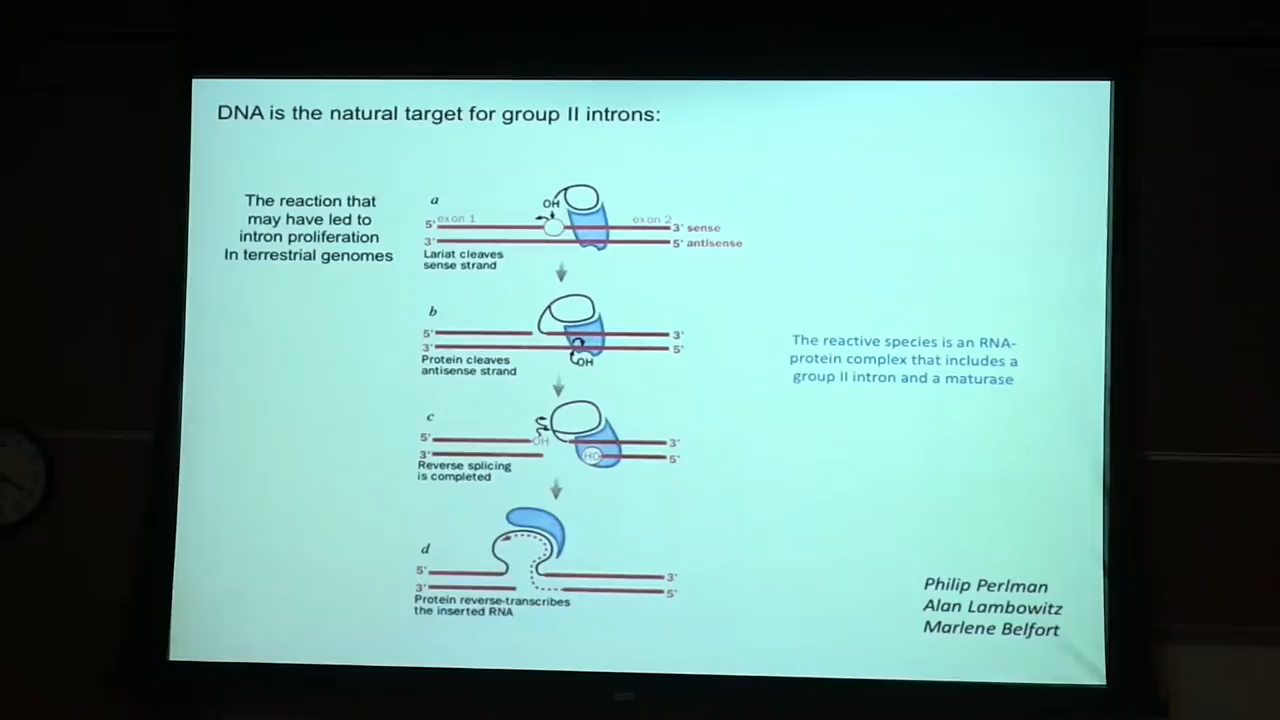 DNA is the natural target for group II introns:
The reaction that
may have led to
intron proliferation
In terrestrial genomes
a
OH
5' exon 1
exon 2 3' sense
3'
5' antisense
Lariat cleaves
sense strand
b
5'
3'
3'
5'
OH
Protein cleaves
antisense strand
The reactive species is an RNA-
protein complex that includes a
group II intron and a maturase
c
5'
OH
3'
3'
HO
5'
Reverse splicing
is completed
d
5'
3'
3'
5'
Protein reverse-transcribes
the inserted RNA
Philip Perlman
Alan Lambowitz
Marlene Belfort